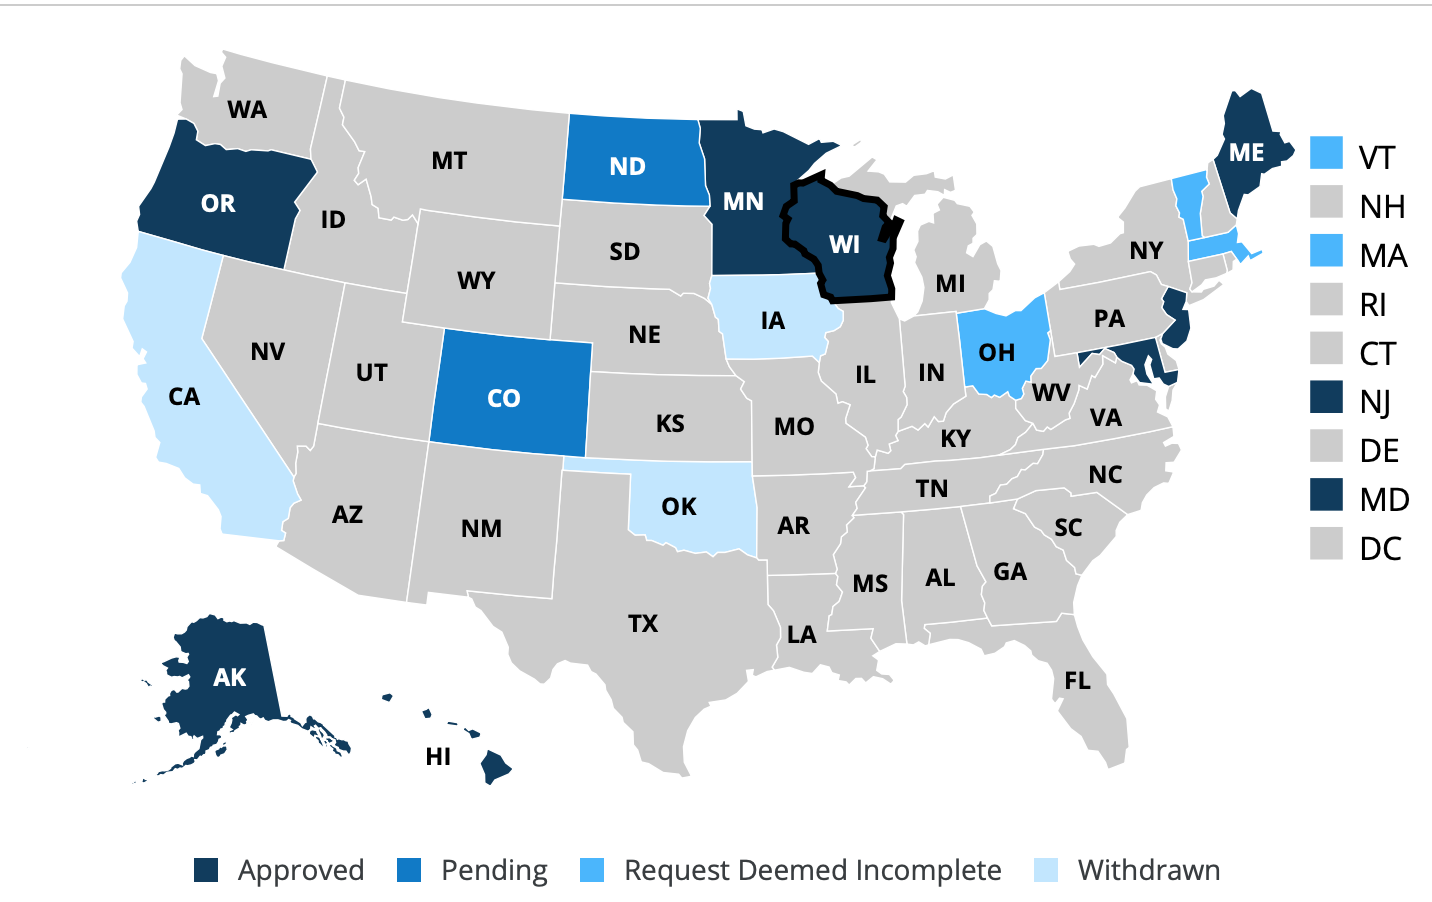 WA
MT
ND
ME
VT
OR
MN
NH
ID
WI
MA
SD
NY
WY
MI
RI
NE
IA
PA
CT
NV
UT
OH
CO
IL
IN
WV
NJ
CA
KS
MO
VA
KY
DE
AZ
NM
OK
AR
TN
NC
MD
SC
MS
AL
GA
DC
TX
LA
AK
FL
HI
Approved
Pending
Request Deemed Incomplete
Withdrawn